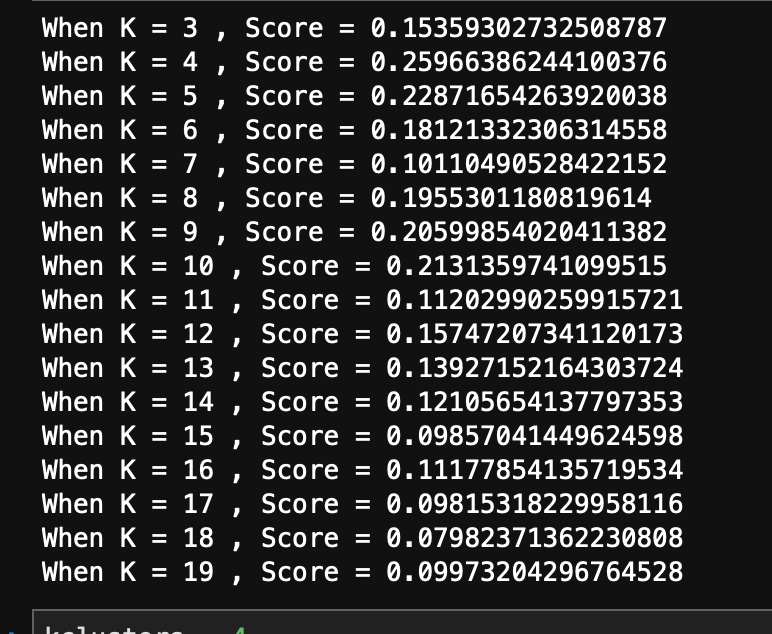 When K = 3 , Score = 0.15359302732508787
When K = 4 , Score = 0.25966386244100376
When K = 5 , Score = 0.22871654263920038
When K = 6 , Score = 0.18121332306314558
When K = 7 , Score = 0.10110490528422152
When K = 8 , Score = 0.1955301180819614
When K = 9 , Score = 0.20599854020411382
When K = 10 , Score = 0.2131359741099515
When K = 11 , Score = 0.11202990259915721
When K = 12 , Score = 0.15747207341120173
When K = 13 , Score = 0.13927152164303724
When K = 14 , Score = 0.12105654137797353
When K = 15 , Score = 0.09857041449624598
When K = 16 , Score = 0.11177854135719534
When K = 17 , Score = 0.09815318229958116
When K = 18 , Score = 0.07982371362230808
When K = 19 , Score = 0.09973204296764528